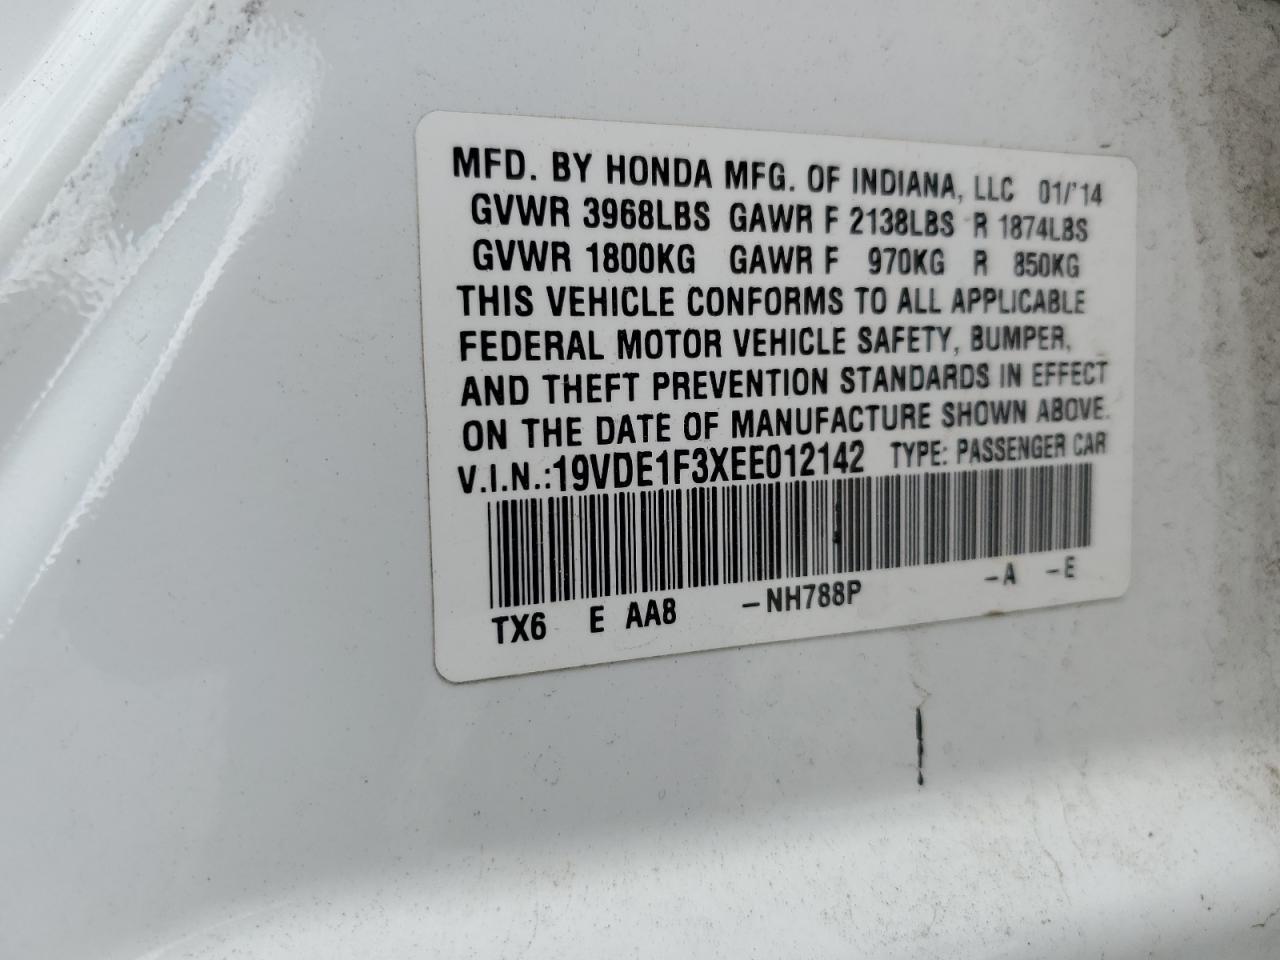 MFD. BY HONDA MFG. OF INDIANA, LLC 01/'14
GVWR 3968LBS GAWR F 2138LBS R 1874LBS
GVWR 1800KG GAWR F 970KG R 850KG
THIS VEHICLE CONFORMS TO ALL APPLICABLE
FEDERAL MOTOR VEHICLE SAFETY, BUMPER,
AND THEFT PREVENTION STANDARDS IN EFFECT
ON THE DATE OF MANUFACTURE SHOWN ABOVE.
V.I.N.:19VDE1F3XEE012142 TYPE: PASSENGER CAR
TX6 E AA8 -NH788P -A -E